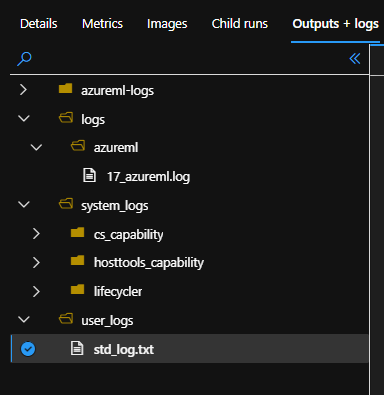 Details Metrics Images Child runs Outputs + logs
azureml-logs
logs
azureml
17_azureml.log
system_logs
cs_capability
hosttools_capability
lifecycler
user_logs
std_log.txt